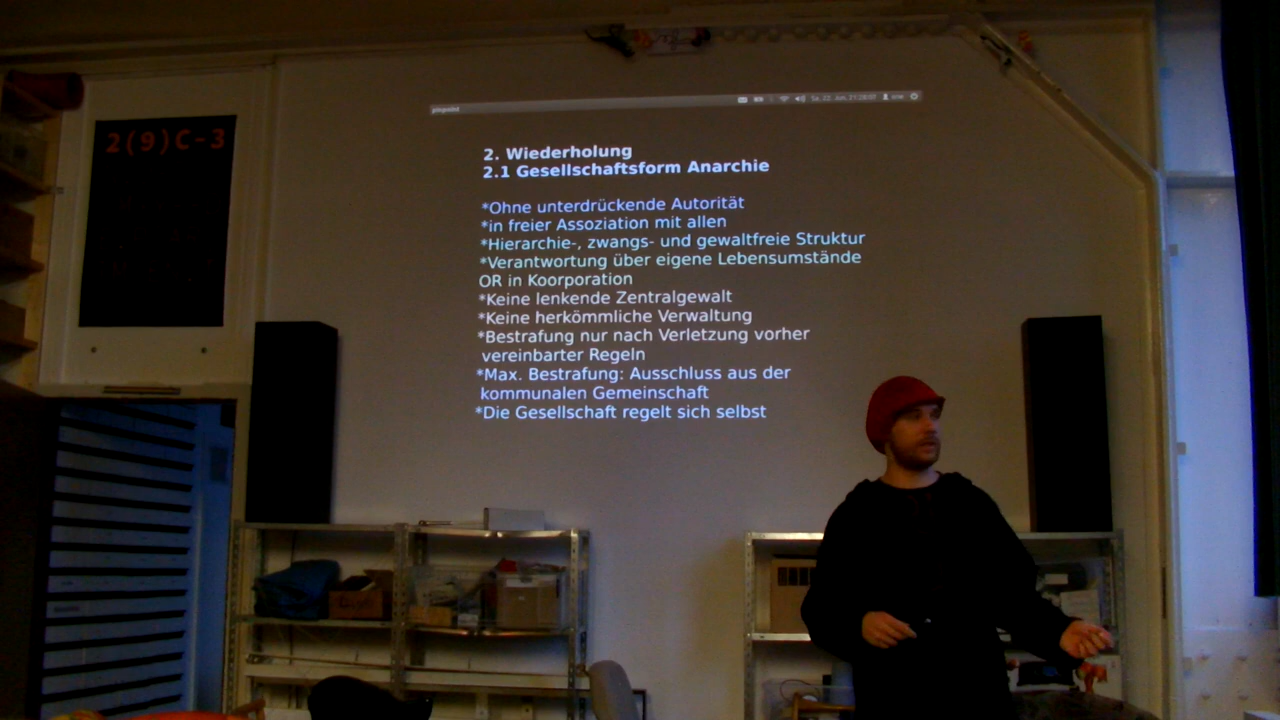 2(9)C-3
2. Wiederholung
2.1 Gesellschaftsform Anarchie
*Ohne unterdrückende Autorität
*in freier Assoziation mit allen
*Hierarchie-, zwangs- und gewaltfreie Struktur
*Verantwortung über eigene Lebensumstände
OR in Koorporation
*Keine lenkende Zentralgewalt
*Keine herkömmliche Verwaltung
*Bestrafung nur nach Verletzung vorher
vereinbarter Regeln
*Max. Bestrafung: Ausschluss aus der
kommunalen Gemeinschaft
*Die Gesellschaft regelt sich selbst